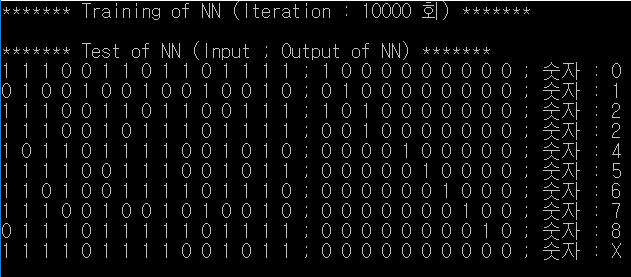 ******* Training of NN (Iteration : 10000 회) *******
******* Test of NN (Input ; Output of NN) *******
1 1 1 0 0 1 1 0 1 1 0 1 1 1 1 ; 1 0 0 0 0 0 0 0 0 0 ; 숫자 : 0
0 1 0 0 1 0 0 1 0 0 1 0 0 1 0 ; 0 1 0 0 0 0 0 0 0 0 ; 숫자 : 1
1 1 1 0 0 1 1 0 1 1 0 0 1 1 1 ; 1 0 1 0 0 0 0 0 0 0 ; 숫자 : 2
1 1 1 0 0 1 0 1 1 1 0 1 1 1 1 ; 0 0 1 0 0 0 0 0 0 0 ; 숫자 : 2
1 0 1 1 0 1 1 1 1 0 0 1 0 1 0 ; 0 0 0 0 1 0 0 0 0 0 ; 숫자 : 4
1 1 1 1 0 0 1 1 1 0 0 1 0 1 1 ; 0 0 0 0 0 1 0 0 0 0 ; 숫자 : 5
1 1 0 1 0 0 1 1 1 1 0 1 1 1 1 ; 0 0 0 0 0 0 1 0 0 0 ; 숫자 : 6
1 1 1 0 0 1 0 0 1 0 1 0 0 1 0 ; 0 0 0 0 0 0 0 1 0 0 ; 숫자 : 7
0 1 1 1 0 1 1 1 1 1 0 1 1 1 1 ; 0 0 0 0 0 0 0 0 1 0 ; 숫자 : 8
1 1 1 1 0 1 1 1 1 0 0 1 0 1 1 ; 0 0 0 0 0 0 0 0 0 0 ; 숫자 : X